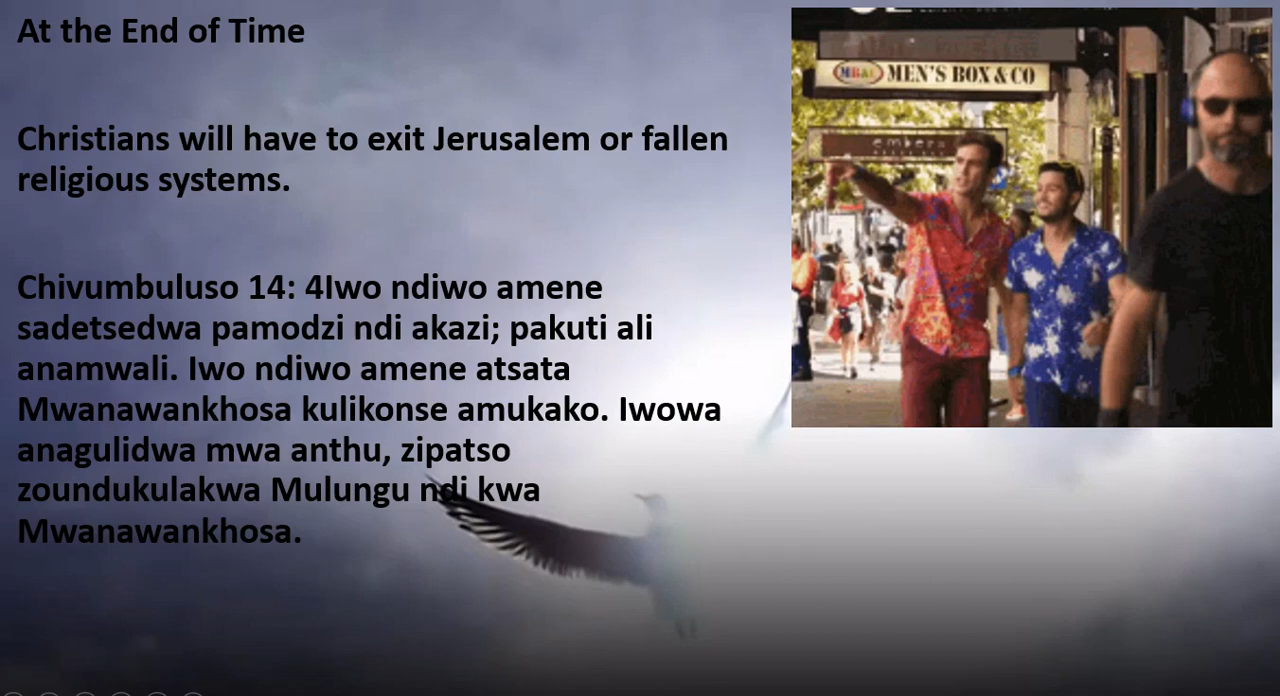 At the End of Time
Christians will have to exit Jerusalem or fallen
religious systems.
Chivumbuluso 14: 4Iwo ndiwo amene
sadetsedwa pamodzi ndi akazi; pakuti ali
anamwali. Iwo ndiwo amene atsata
Mwanawankhosa kulikonse amukako. Iwowa
anagulidwa mwa anthu, zipatso
zoundukulakwa Mulungu ndi kwa
Mwanawankhosa.
MB&C MEN'S BOX & CO